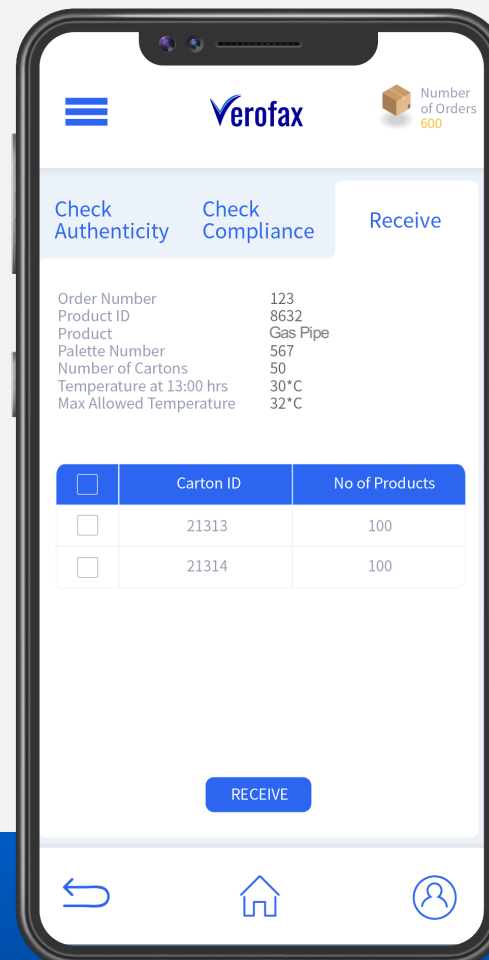 Verofax
Number
of Orders
600
Check
Authenticity
Check
Compliance
Receive
Order Number 123
Product ID 8632
Product Gas Pipe
Palette Number 567
Number of Cartons 50
Temperature at 13:00 hrs 30*C
Max Allowed Temperature 32*C
Carton ID No of Products
21313 100
21314 100
RECEIVE